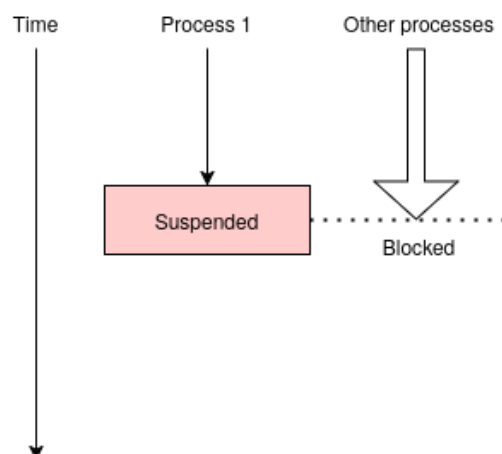 Time
Process 1
Other processes
Suspended
Blocked